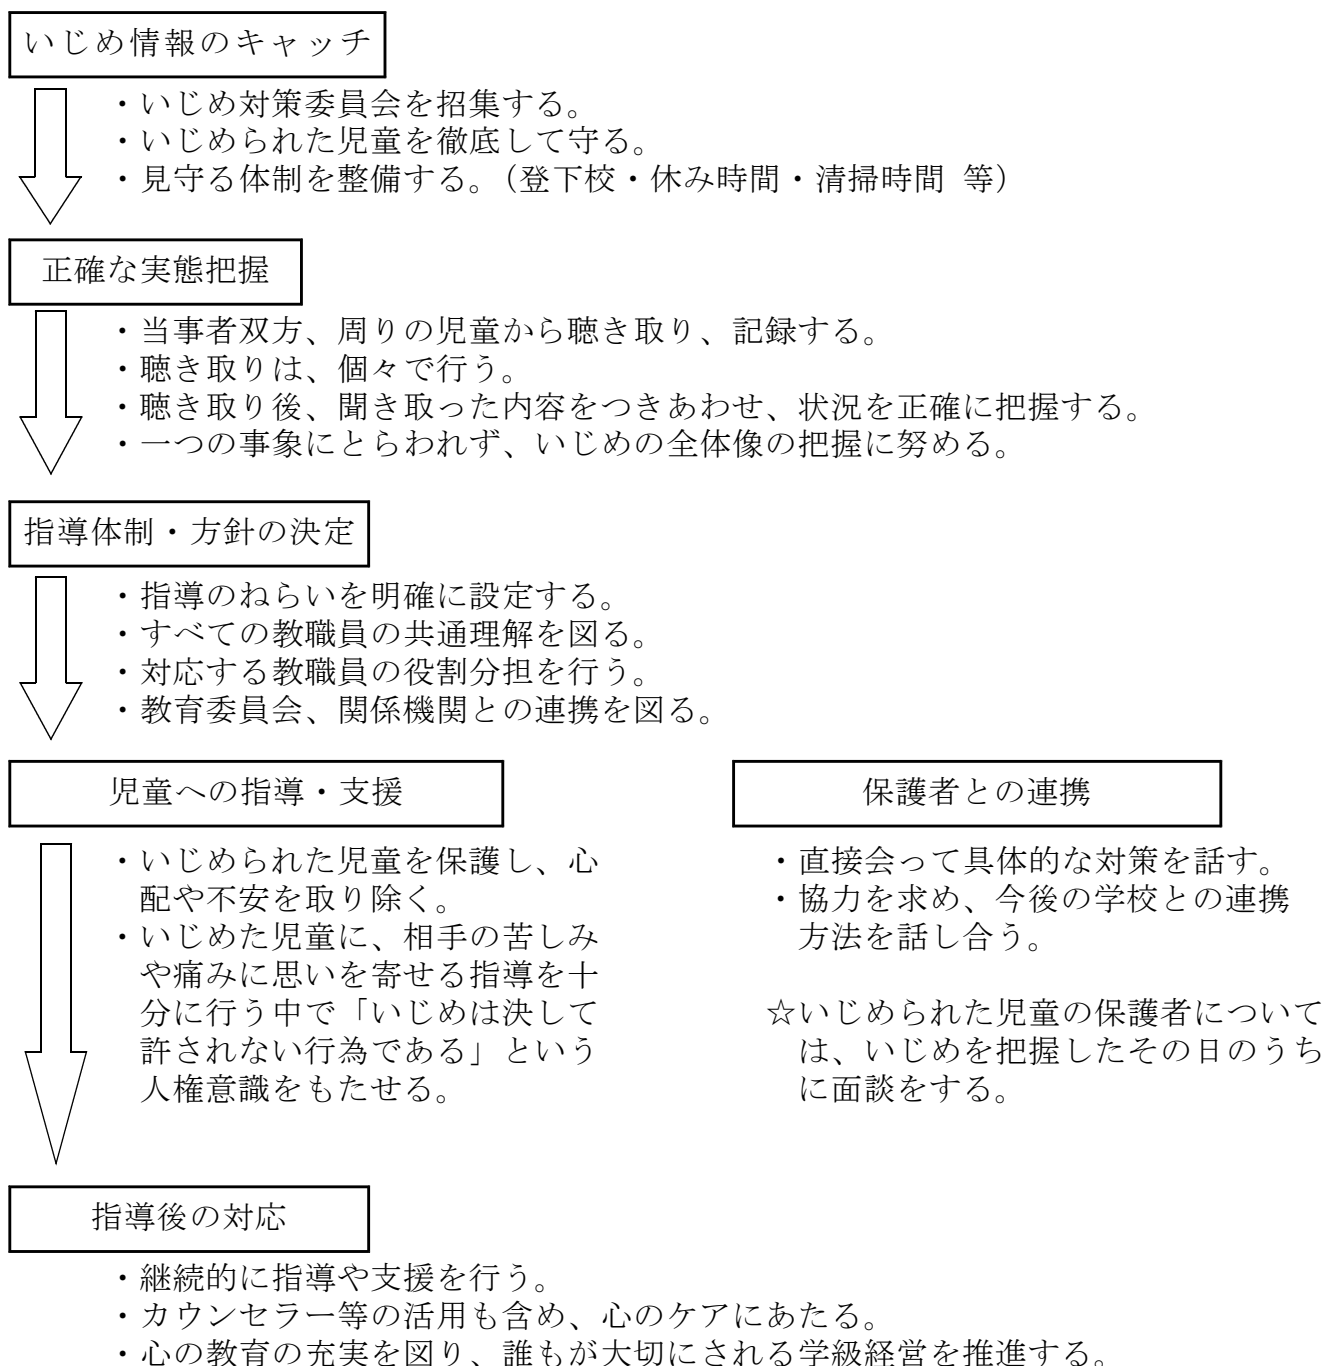 いじめ情報のキャッチ
・いじめ対策委員会を招集する。
・いじめられた児童を徹底して守る。
・見守る体制を整備する。（登下校・休み時間・清掃時間 等）
正確な実態把握
・当事者双方、周りの児童から聴き取り、記録する。
・聴き取りは、個々で行う。
・聴き取り後、聞き取った内容をつきあわせ、状況を正確に把握する。
・一つの事象にとらわれず、いじめの全体像の把握に努める。
指導体制・方針の決定
・指導のねらいを明確に設定する。
・すべての教職員の共通理解を図る。
・対応する教職員の役割分担を行う。
・教育委員会、関係機関との連携を図る。
児童への指導・支援
・いじめられた児童を保護し、心
配や不安を取り除く。
・いじめた児童に、相手の苦しみ
や痛みに思いを寄せる指導を十
分に行う中で「いじめは決して
許されない行為である」という
人権意識をもたせる。
保護者との連携
・直接会って具体的な対策を話す。
・協力を求め、今後の学校との連携
方法を話し合う。
☆いじめられた児童の保護者について
は、いじめを把握したその日のうち
に面談をする。
指導後の対応
・継続的に指導や支援を行う。
・カウンセラー等の活用も含め、心のケアにあたる。
・心の教育の充実を図り、誰もが大切にされる学級経営を推進する。